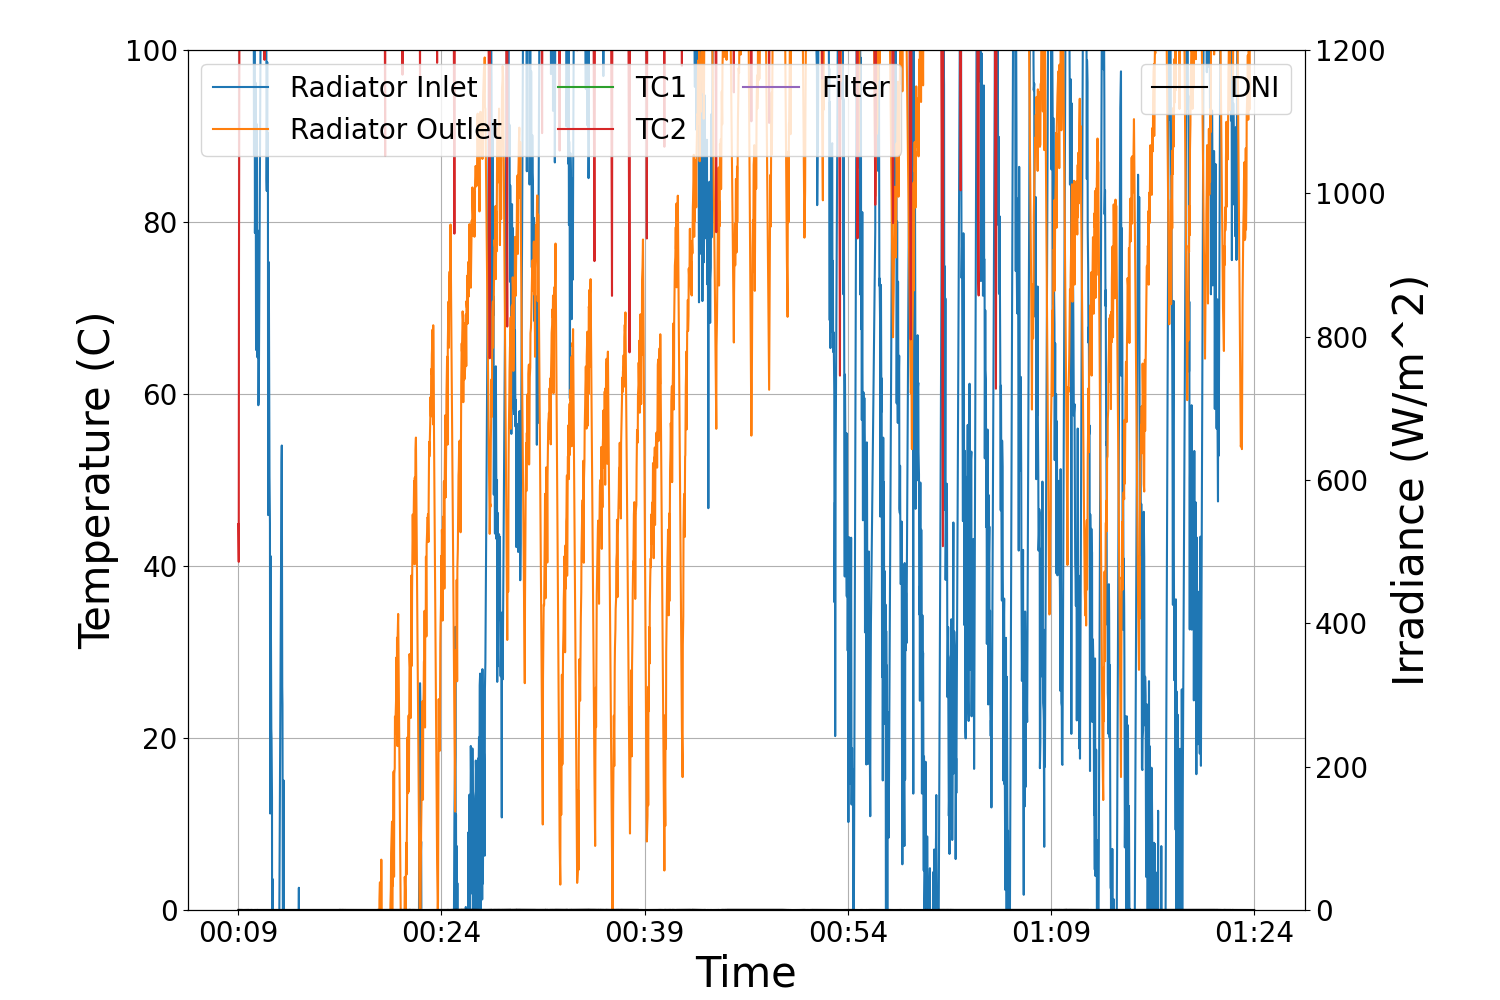 100
80
60
40
20
0
Temperature (C)
Radiator Inlet
Radiator Outlet
TC1
TC2
Filter
DNI
1200
1000
800
600
400
200
0
Irradiance (W/m^2)
00:09 00:24 00:39 00:54 01:09 01:24
Time